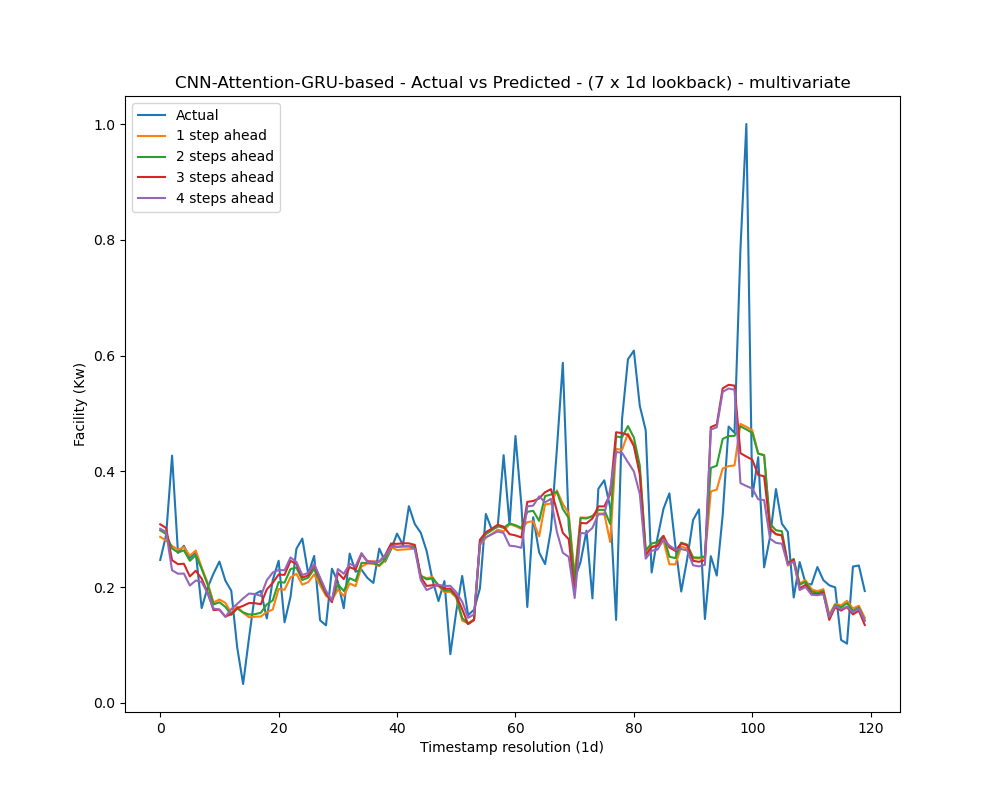 CNN-Attention-GRU-based - Actual vs Predicted - (7 x 1d lookback) - multivariate
Actual
1 step ahead
2 steps ahead
3 steps ahead
4 steps ahead
1.0
0.8
0.6
0.4
0.2
0.0
Facility (Kw)
0 20 40 60 80 100 120
Timestamp resolution (1d)